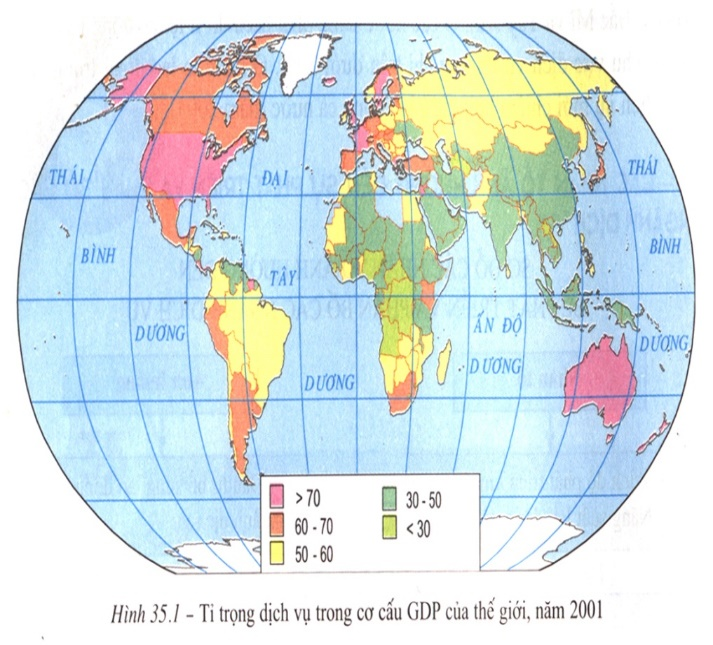 THÁI
ĐẠI
THÁI
BÌNH
TÂY
BÌNH
DƯƠNG
ẤN ĐỘ
DƯƠNG
DƯƠNG
DƯƠNG
> 70
60 - 70
50 - 60
30 - 50
< 30
Hình 35.1 – Tỉ trọng dịch vụ trong cơ cấu GDP của thế giới, năm 2001